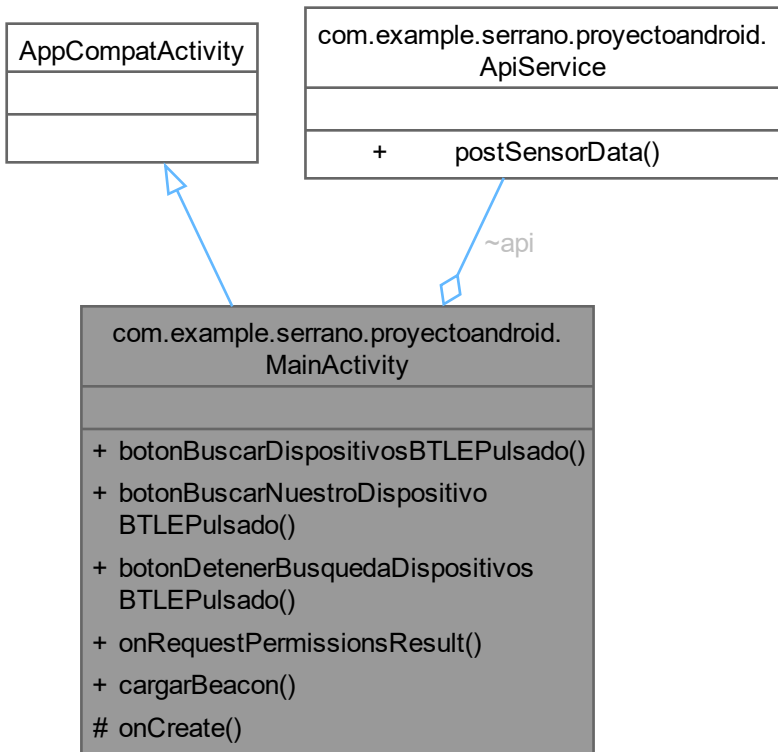 AppCompatActivity
com.example.serrano.proyectoandroid.
ApiService
+ postSensorData()
~api
com.example.serrano.proyectoandroid.
MainActivity
+ botonBuscarDispositivosBTLEPulsado()
+ botonBuscarNuestroDispositivo
BTLEPulsado()
+ botonDetenerBusquedaDispositivos
BTLEPulsado()
+ onRequestPermissionsResult()
+ cargarBeacon()
# onCreate()